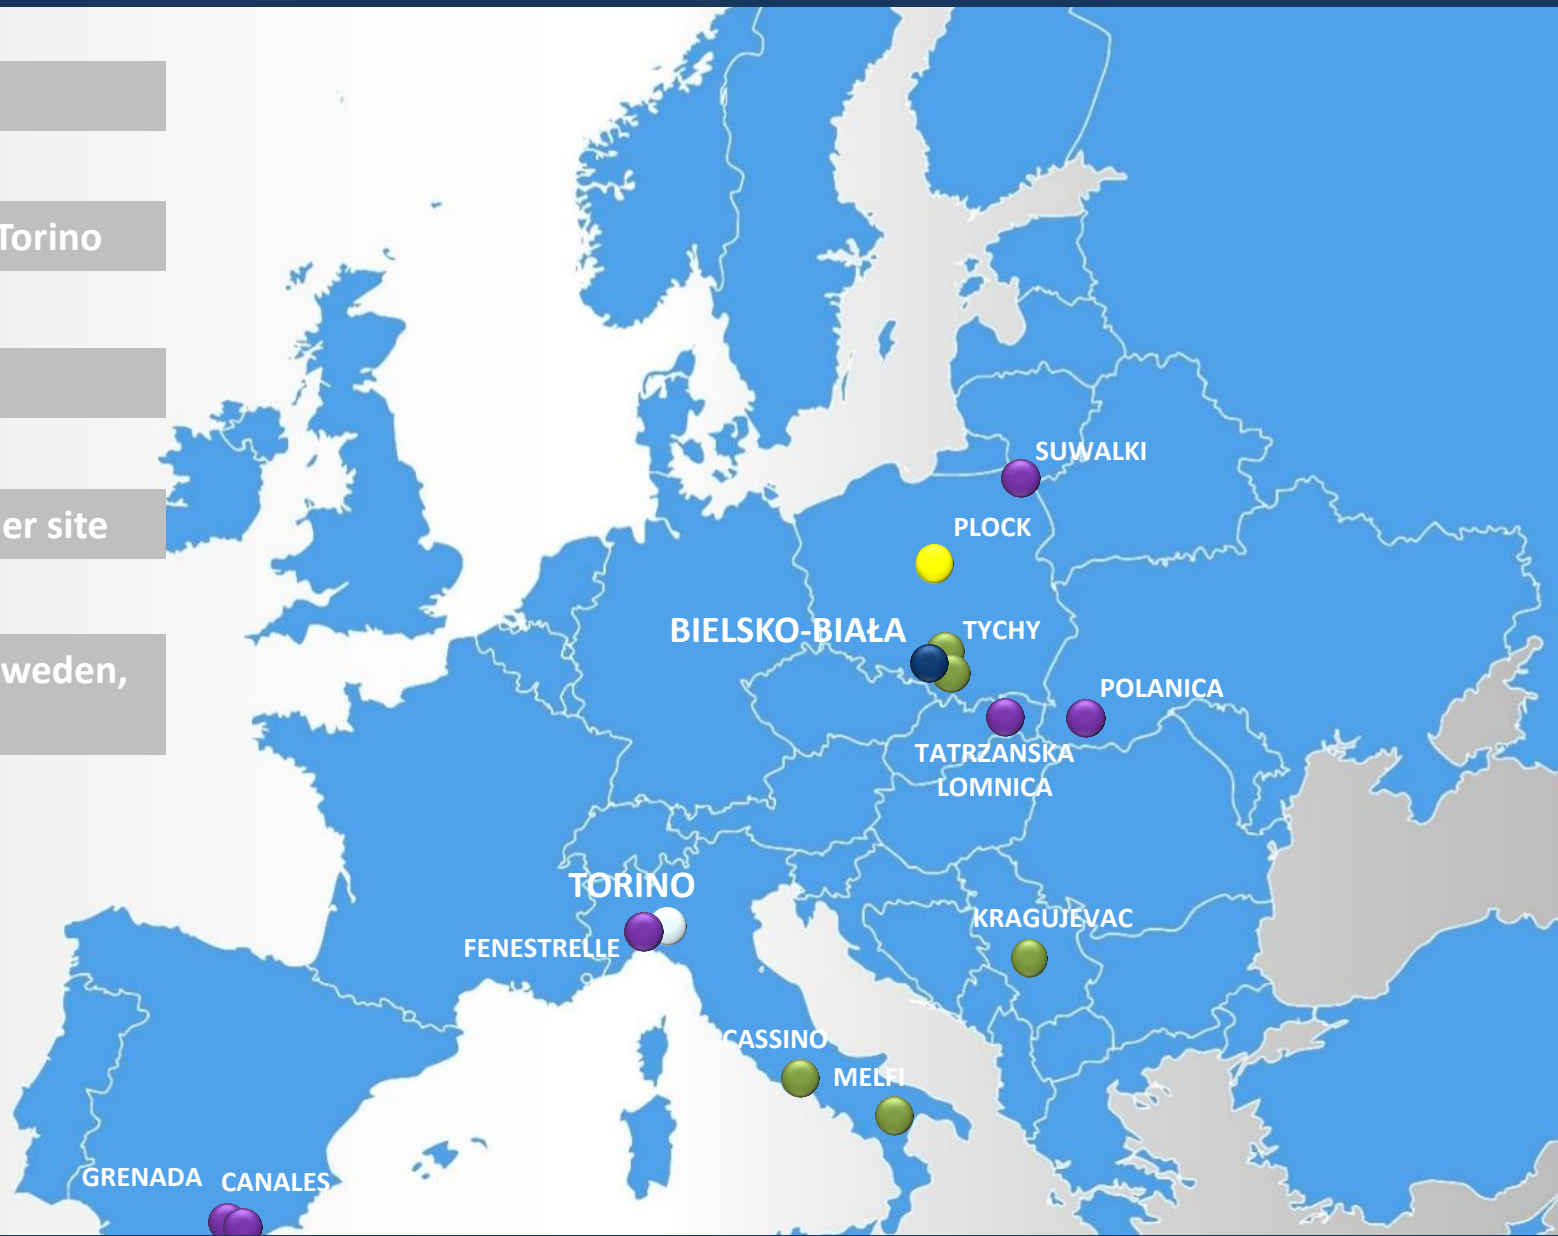 Torino
er site
weden,
SUWALKI
PLOCK
BIELSKO-BIAŁA
TYCHY
POLANICA
TATRZANSKA
LOMNICA
TORINO
FENESTRELLE
KRAGUJEVAC
CASSINO
MELFI
GRENADA
CANALES